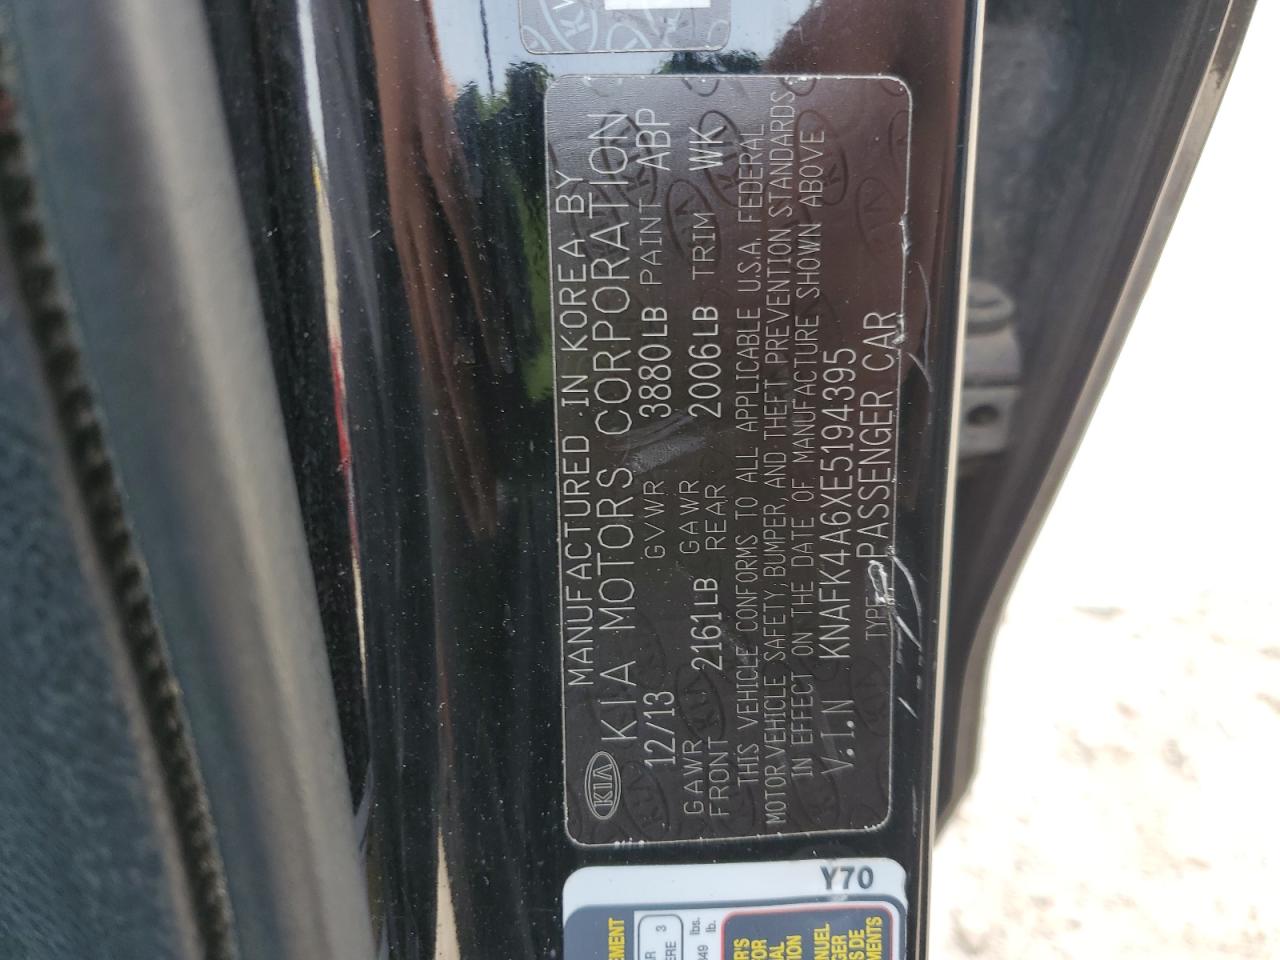 KIA
MANUFACTURED IN KOREA BY
KIA MOTORS CORPORATION
12/13 GVWR 3880LB PAINT ABP
GAWR FRONT 2161LB GAWR REAR 2006LB TRIM WK
THIS VEHICLE CONFORMS TO ALL APPLICABLE U.S.A. FEDERAL
MOTOR VEHICLE SAFETY, BUMPER, AND THEFT PREVENTION STANDARDS
IN EFFECT ON THE DATE OF MANUFACTURE SHOWN ABOVE
V.I.N KNAFK4A6XE5194395
TYPE PASSENGER CAR
Y70